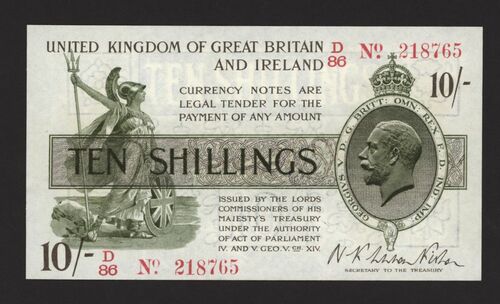 UNITED KINGDOM OF GREAT BRITAIN
AND IRELAND
D/86 No. 218765
10/-
CURRENCY NOTES ARE
LEGAL TENDER FOR THE
PAYMENT OF ANY AMOUNT
GEORGIVS V D. G. BRITT: OMN: REX F. D. IND: IMP:
TEN SHILLINGS
ISSUED BY THE LORDS
COMMISSIONERS OF HIS
MAJESTY'S TREASURY
UNDER THE AUTHORITY
OF ACT OF PARLIAMENT
IV. AND V. GEO. V. CH. XIV.
10/- D/86 No. 218765
SECRETARY TO THE TREASURY